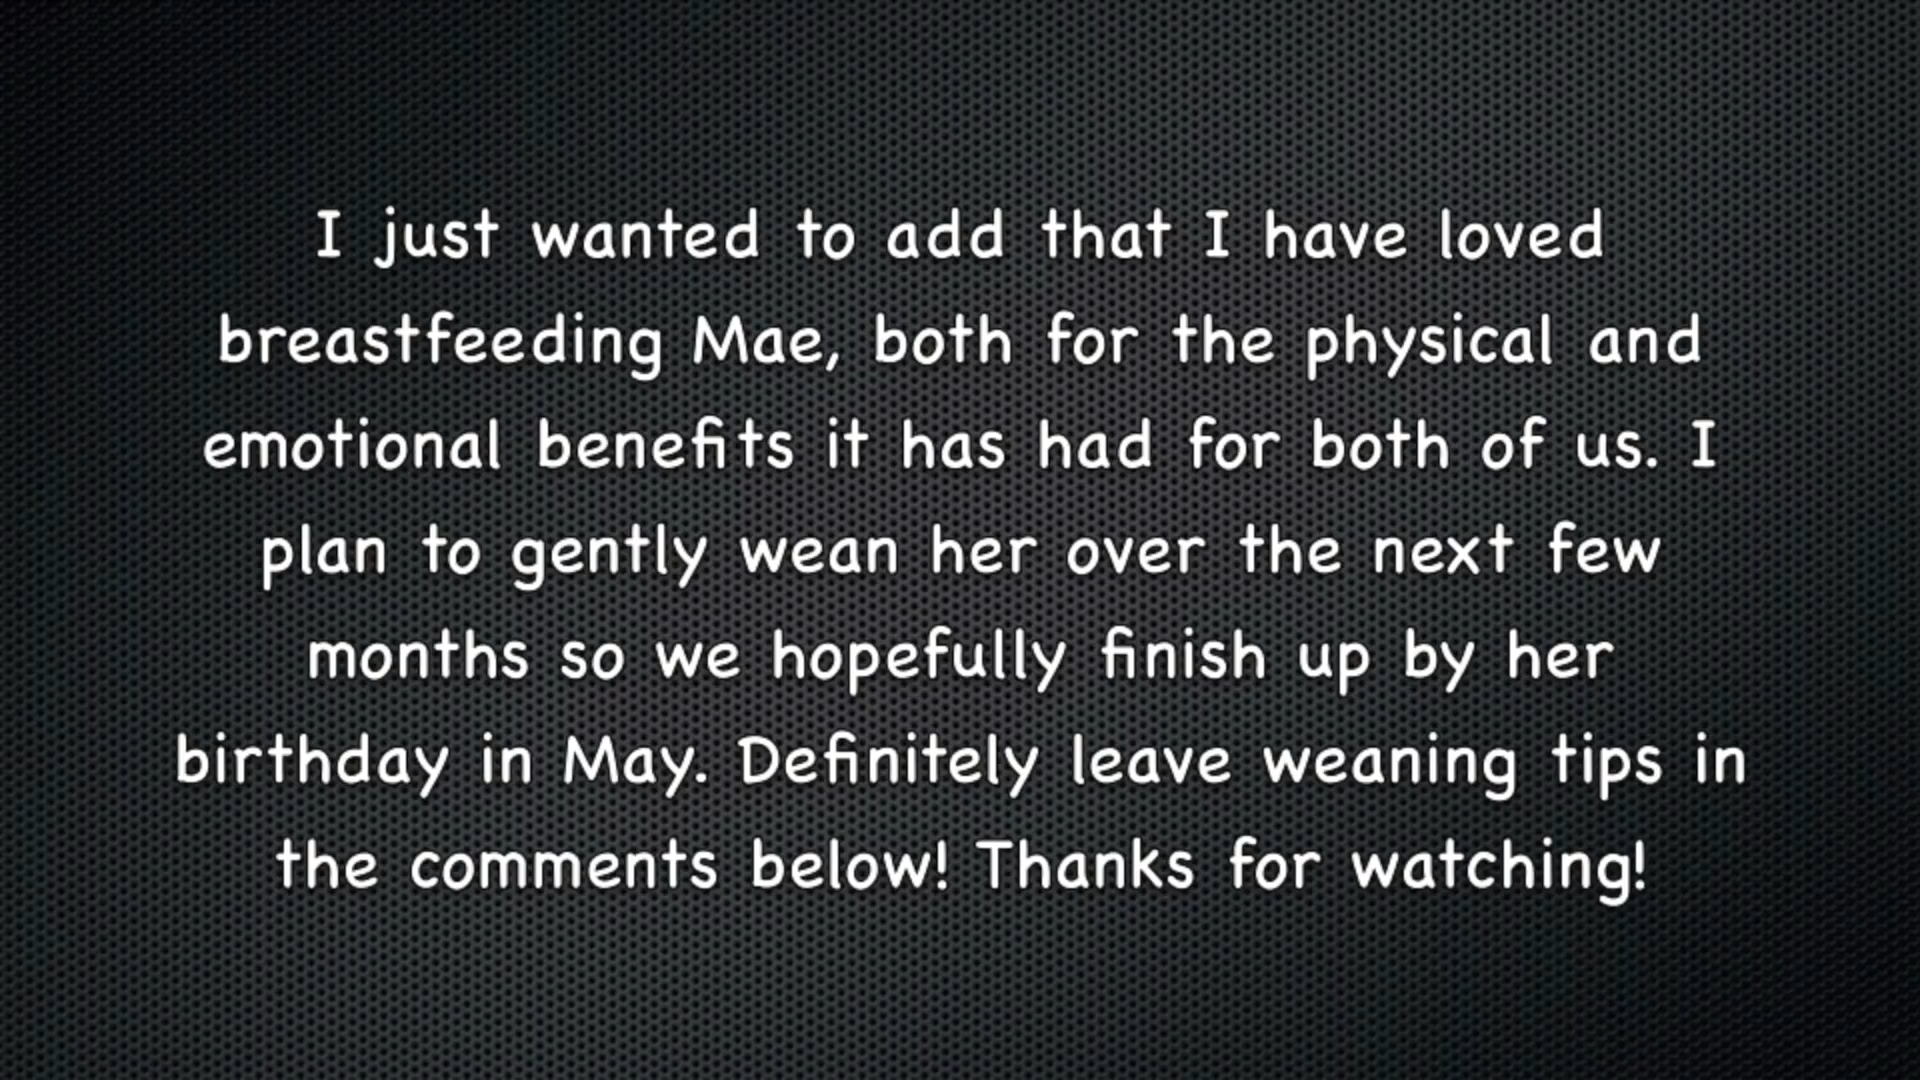 I just wanted to add that I have loved
breastfeeding Mae, both for the physical and
emotional benefits it has had for both of us. I
plan to gently wean her over the next few
months so we hopefully finish up by her
birthday in May. Definitely leave weaning tips in
the comments below! Thanks for watching!